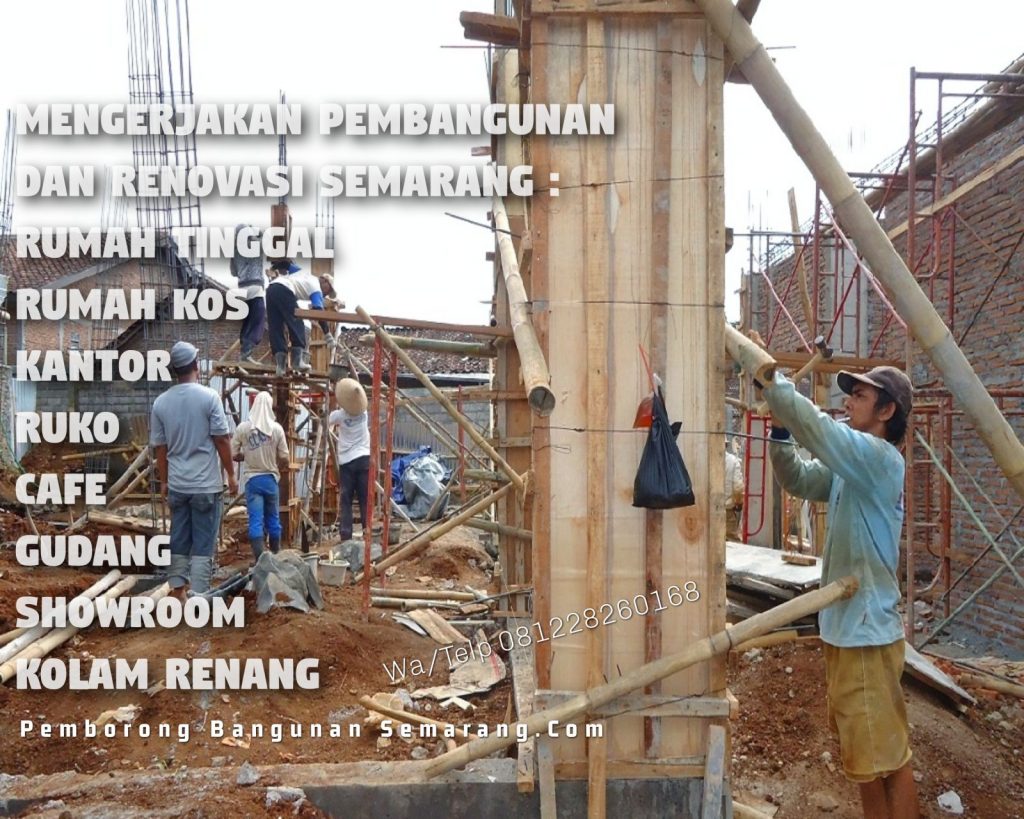 MENGERJAKAN PEMBANGUNAN
DAN RENOVASI SEMARANG :
RUMAH TINGGAL
RUMAH KOS
KANTOR
RUKO
CAFE
GUDANG
SHOWROOM
KOLAM RENANG
Wa/Telp 081228260168
Pemborong Bangunan Semarang.Com